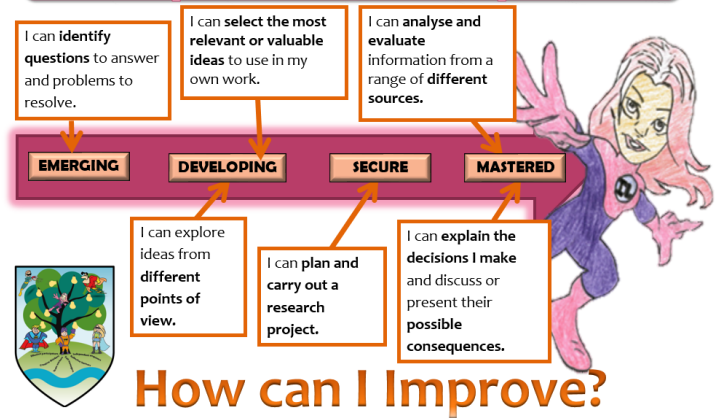 I can identify
questions to answer
and problems to
resolve.
I can select the most
relevant or valuable
ideas to use in my
own work.
I can analyse and
evaluate
information from a
range of different
sources.
EMERGING
DEVELOPING
SECURE
MASTERED
I can explore
ideas from
different
points of
view.
I can plan and
carry out a
research
project.
I can explain the
decisions I make
and discuss or
present their
possible
consequences.
How can I Improve?